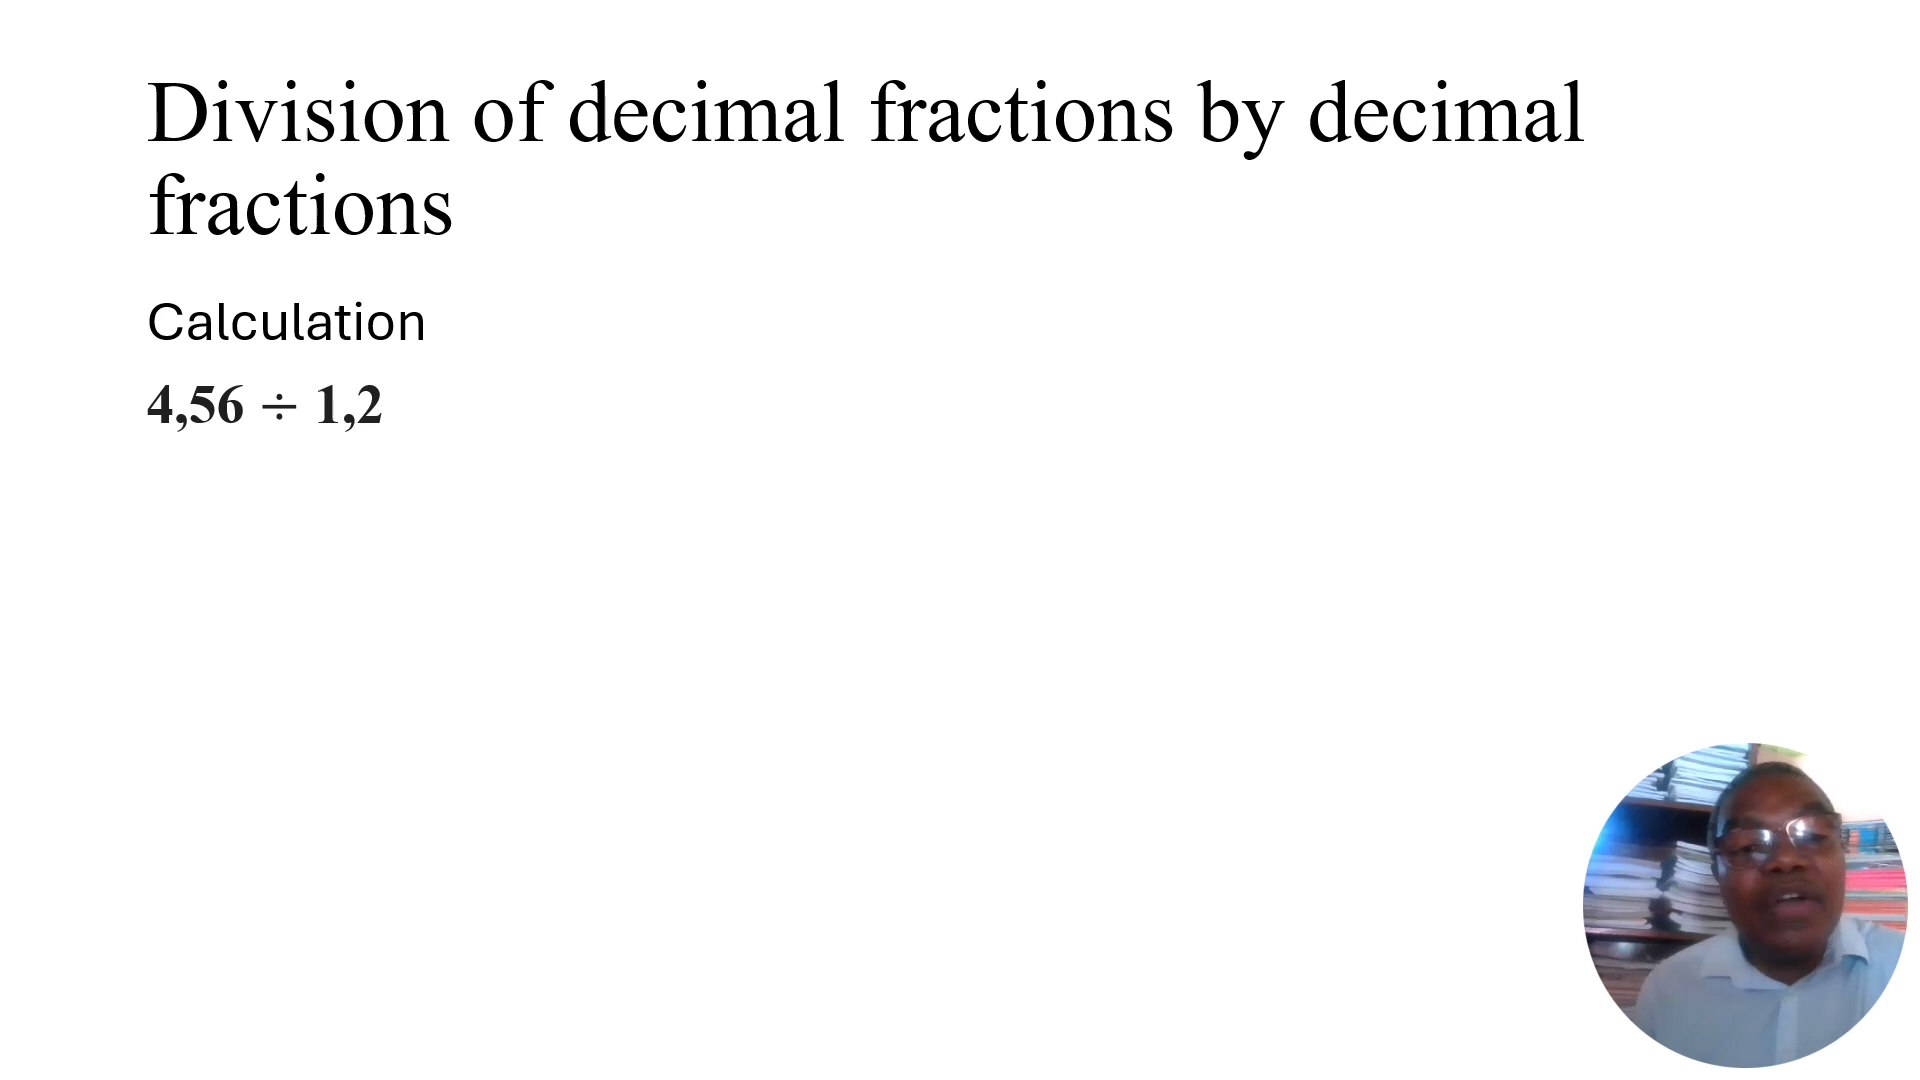 Division of decimal fractions by decimal
fractions
Calculation
4,56 ÷ 1,2